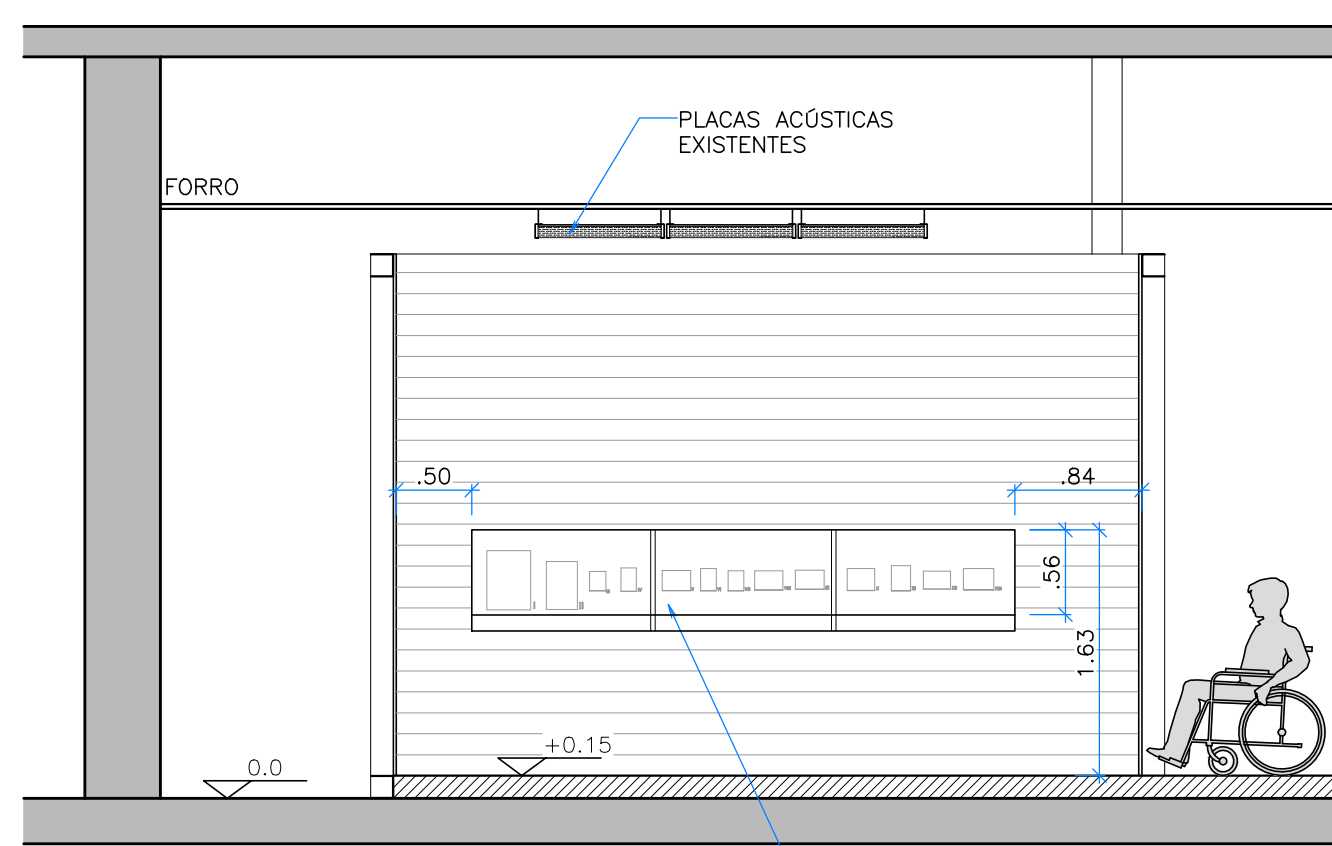 PLACAS ACÚSTICAS
EXISTENTES
FORRO
.50
.84
.56
1.63
+0.15
0.0